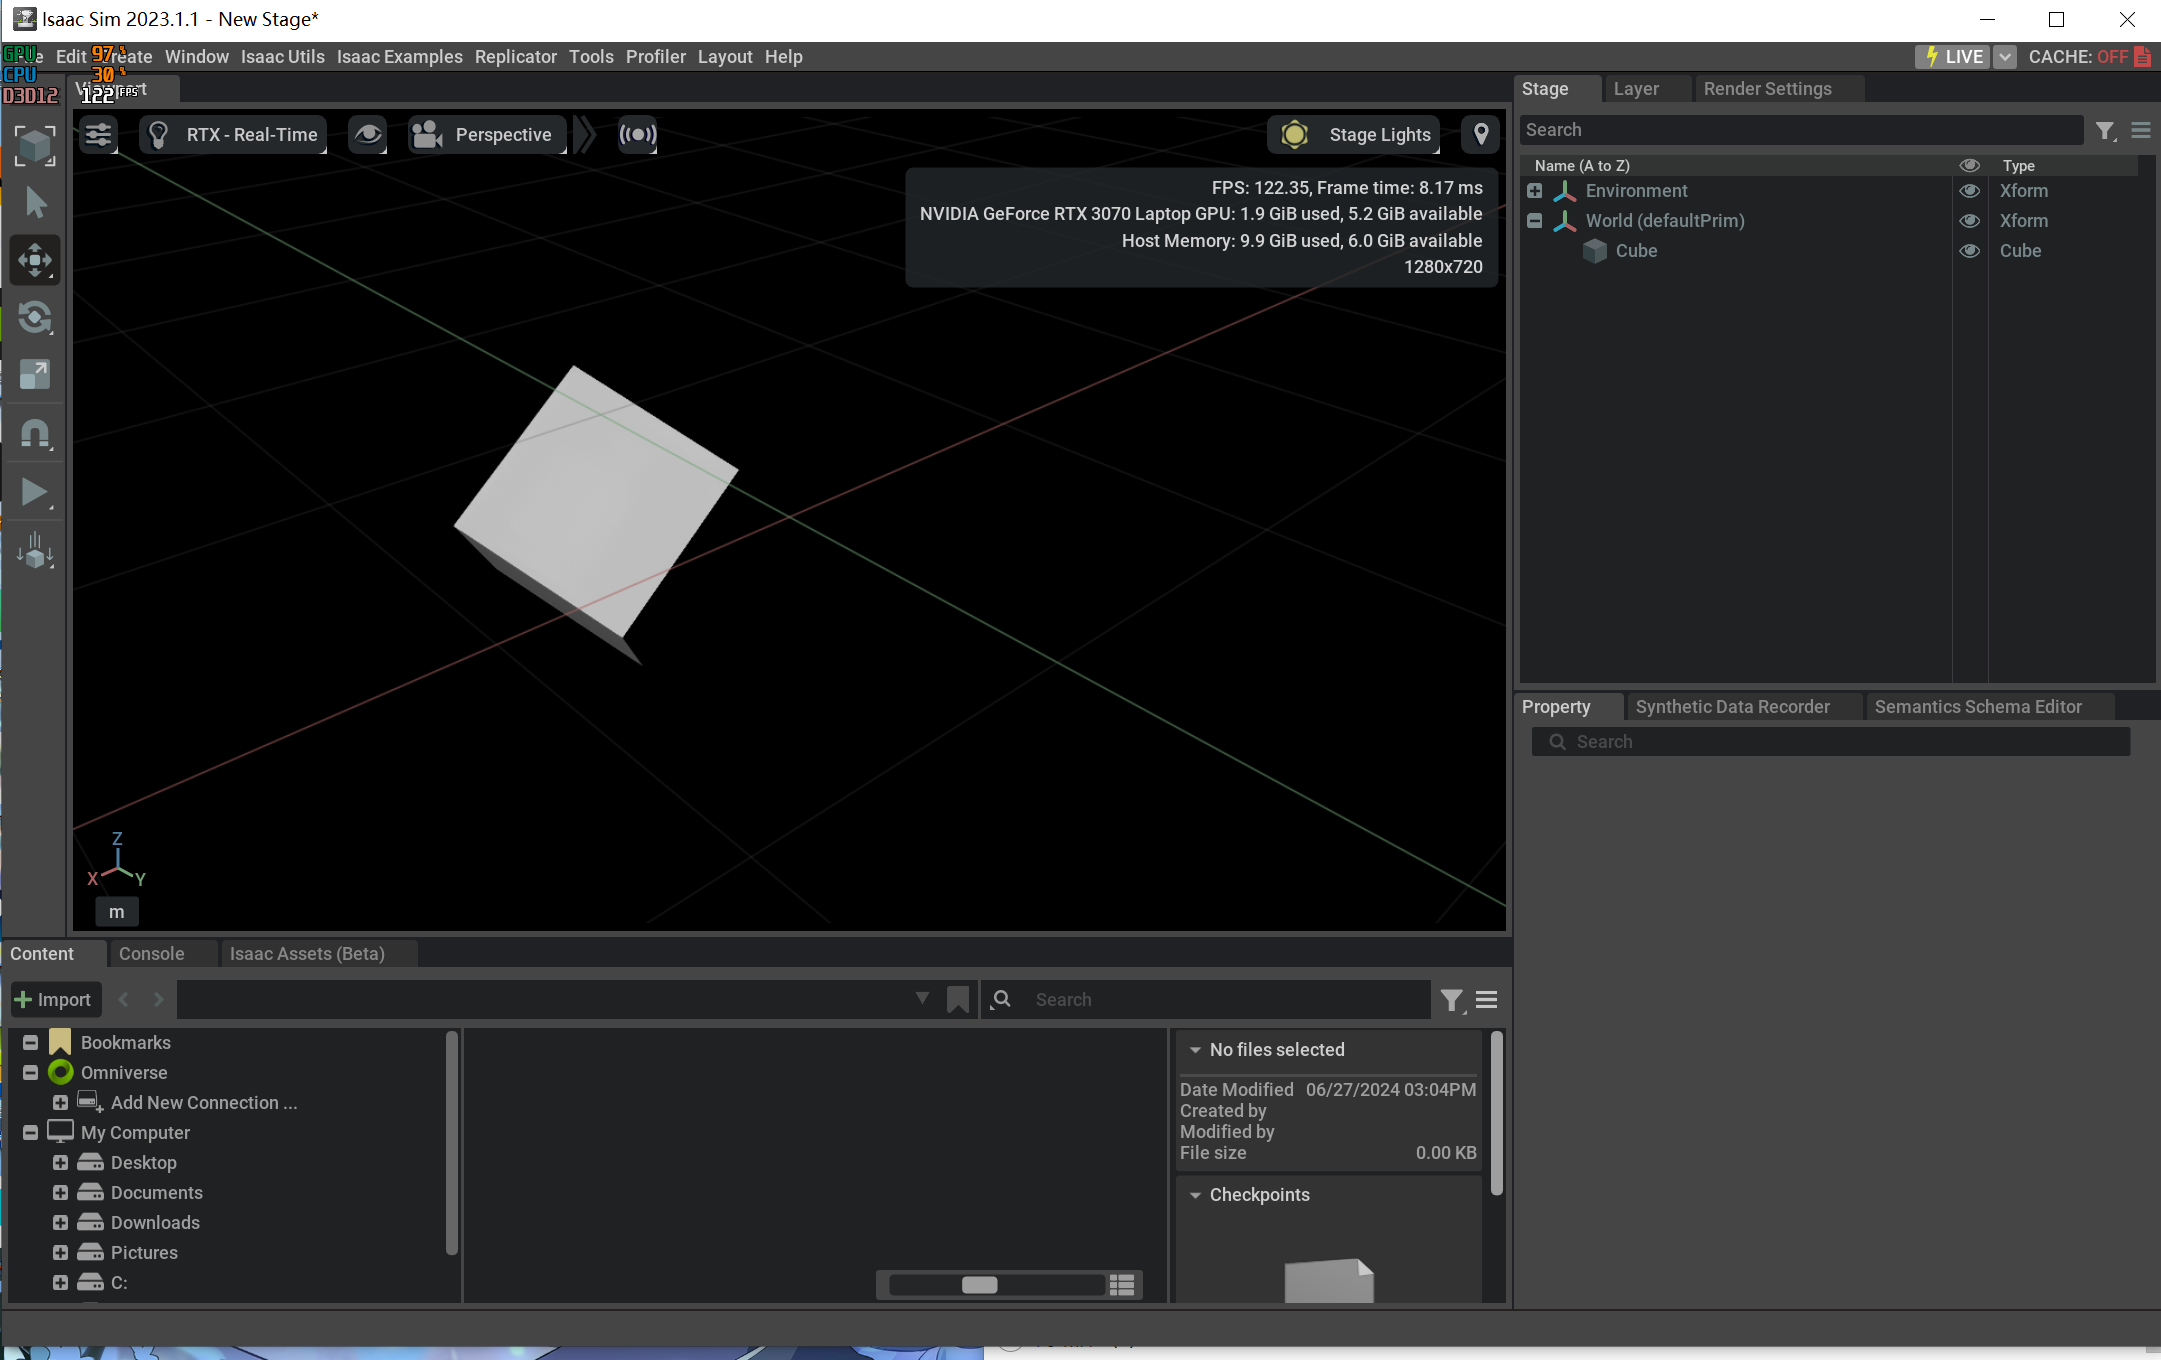 Isaac Sim 2023.1.1 - New Stage*
Edit Create Window Isaac Utils Isaac Examples Replicator Tools Profiler Layout Help
LIVE
CACHE: OFF
GPU 97 %
CPU 30 %
D3D12 122 FPS
Viewport
RTX - Real-Time
Perspective
Stage Lights
FPS: 122.35, Frame time: 8.17 ms
NVIDIA GeForce RTX 3070 Laptop GPU: 1.9 GiB used, 5.2 GiB available
Host Memory: 9.9 GiB used, 6.0 GiB available
1280x720
Z
X
Y
m
Stage
Layer
Render Settings
Search
Name (A to Z)
Type
Environment
Xform
World (defaultPrim)
Xform
Cube
Cube
Property
Synthetic Data Recorder
Semantics Schema Editor
Search
Content
Console
Isaac Assets (Beta)
Import
Search
Bookmarks
Omniverse
Add New Connection ...
My Computer
Desktop
Documents
Downloads
Pictures
C:
No files selected
Date Modified 06/27/2024 03:04PM
Created by
Modified by
File size 0.00 KB
Checkpoints